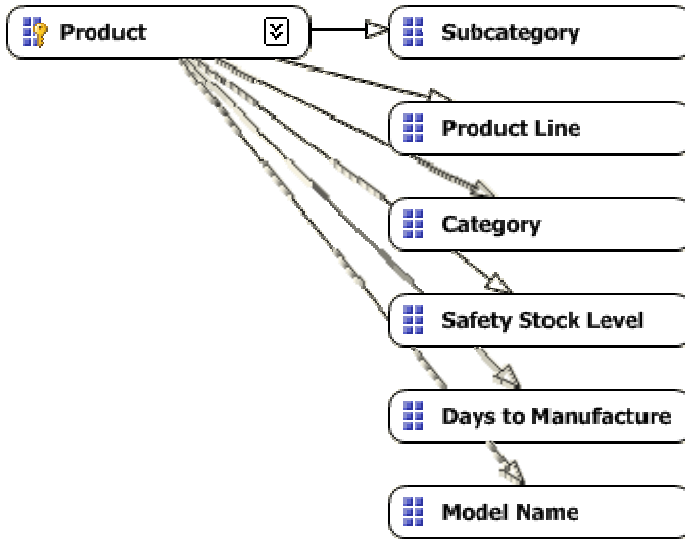 Product
Subcategory
Product Line
Category
Safety Stock Level
Days to Manufacture
Model Name